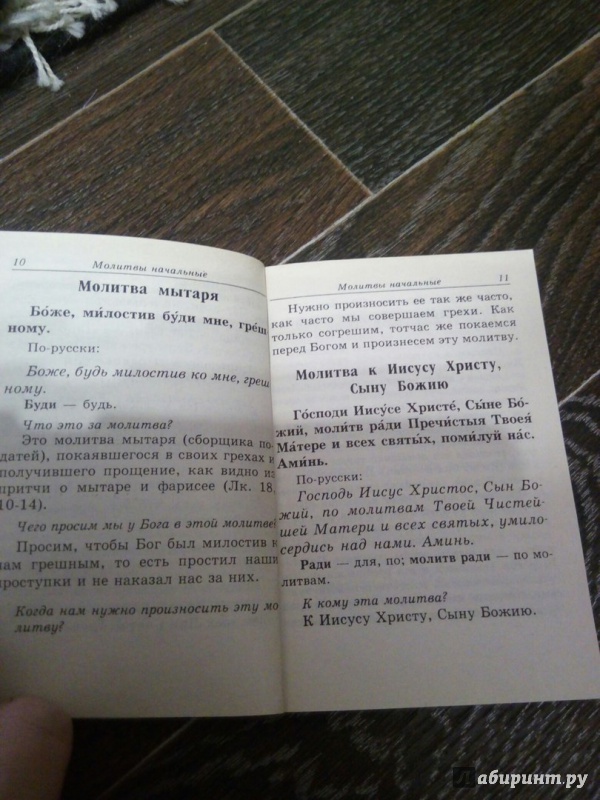 10
Молитвы начальные
Молитва мытаря
Бо́же, ми́лостив бу́ди мне, гре́ш
ному.
По-русски:
Боже, будь милостив ко мне, греш
ному.
Буди — будь.
Что это за молитва?
Это молитва мытаря (сборщика по-
датей), покаявшегося в своих грехах и
получившего прощение, как видно из
притчи о мытаре и фарисее (Лк. 18,
10-14).
Чего просим мы у Бога в этой молитве?
Просим, чтобы Бог был милостив к
нам грешным, то есть простил наши
проступки и не наказал нас за них.
Когда нам нужно произносить эту мо
литву?
Молитвы начальные
11
Нужно произносить ее так же часто,
как часто мы совершаем грехи. Как
только согрешим, тотчас же покаемся
перед Богом и произнесем эту молитву.
Молитва к Иисусу Христу,
Сыну Божию
Го́споди Иису́се Христе́, Сы́не Бо́-
жий, моли́тв ра́ди Пречи́стыя Твоея́
Ма́тере и всех святы́х, поми́луй на́с.
Ами́нь.
По-русски:
Господь Иисус Христос, Сын Бо-
жий, по молитвам Твоей Чистей-
шей Матери и всех святых, умило-
сердись над нами. Аминь.
Ради — для, по; молитв ради — по мо-
литвам.
К кому эта молитва?
К Иисусу Христу, Сыну Божию.
Лабиринт.ру